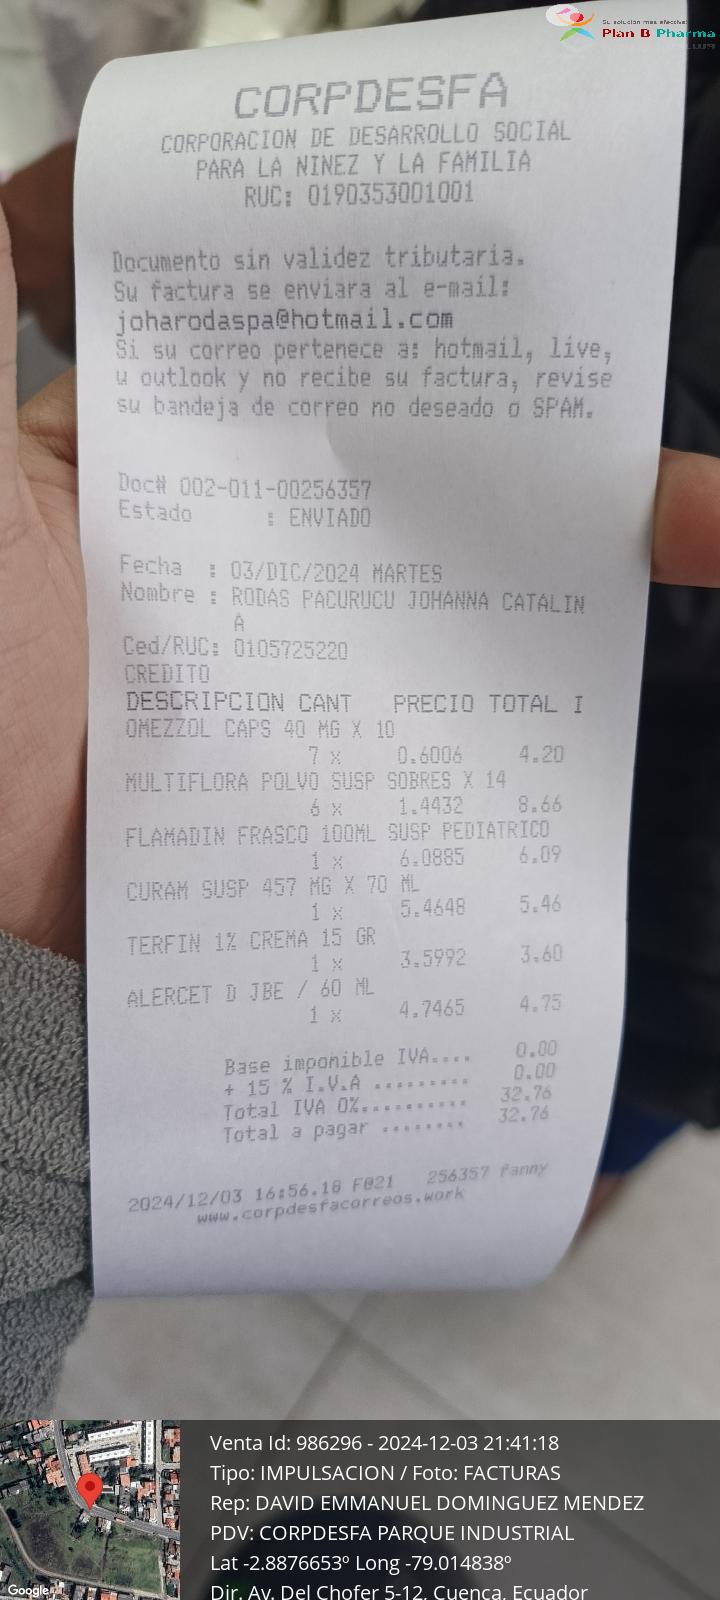 Su solución más efectiva!
Plan B Pharma
CORPDESFA
CORPORACION DE DESARROLLO SOCIAL
PARA LA NINEZ Y LA FAMILIA
RUC: 0190353001001
Documento sin validez tributaria.
Su factura se enviara al e-mail:
joharodaspa@hotmail.com
Si su correo pertenece a: hotmail, live,
u outlook y no recibe su factura, revise
su bandeja de correo no deseado o SPAM.
Doc# 002-011-00256357
Estado : ENVIADO
Fecha : 03/DIC/2024 MARTES
Nombre : RODAS PACURUCU JOHANNA CATALIN
A
Ced/RUC: 0105725220
CREDITO
DESCRIPCION CANT PRECIO TOTAL I
OMEZZOL CAPS 40 MG X 10
7 x 0.6006 4.20
MULTIFLORA POLVO SUSP SOBRES X 14
6 x 1.4432 8.66
FLAMADIN FRASCO 100ML SUSP PEDIATRICO
1 x 6.0885 6.09
CURAM SUSP 457 MG X 70 ML
1 x 5.4648 5.46
TERFIN 1% CREMA 15 GR
1 x 3.5992 3.60
ALERCET D JBE / 60 ML
1 x 4.7465 4.75
Base imponible IVA.... 0.00
+ 15 % I.V.A ......... 0.00
Total IVA 0%.......... 32.76
Total a pagar ........ 32.76
2024/12/03 16:56.18 F@21 256357 fanny
www.corpdesfacorreos.work
Venta Id: 986296 - 2024-12-03 21:41:18
Tipo: IMPULSACION / Foto: FACTURAS
Rep: DAVID EMMANUEL DOMINGUEZ MENDEZ
PDV: CORPDESFA PARQUE INDUSTRIAL
Lat -2.8876653º Long -79.014838º
Dir. Av. Del Chofer 5-12, Cuenca, Ecuador
Google